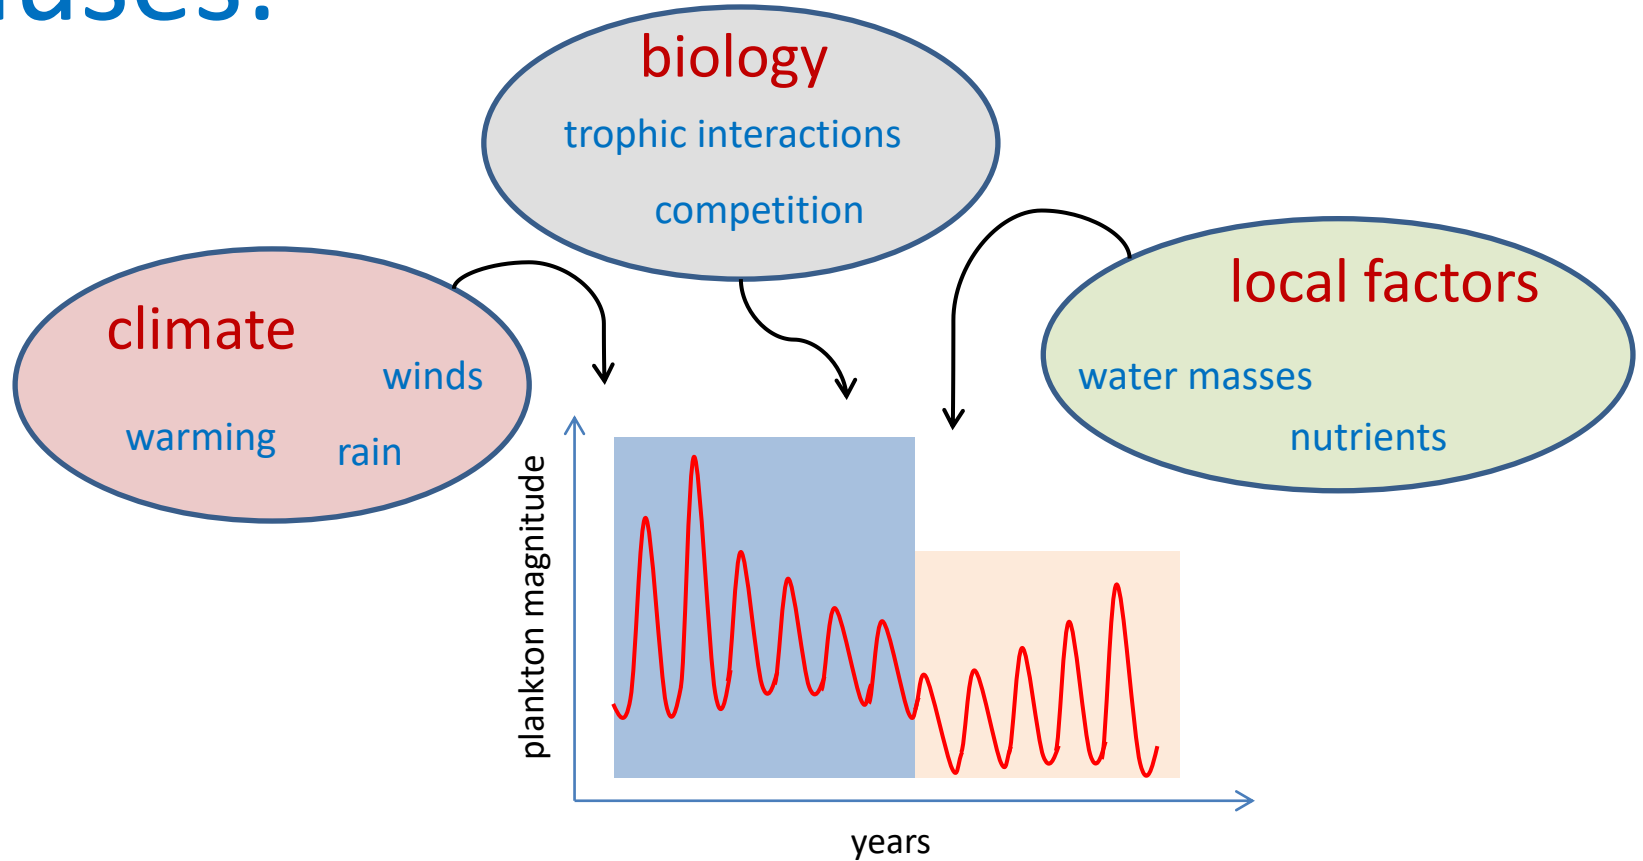 biology
trophic interactions
competition
climate
winds
warming
rain
local factors
water masses
nutrients
plankton magnitude
years